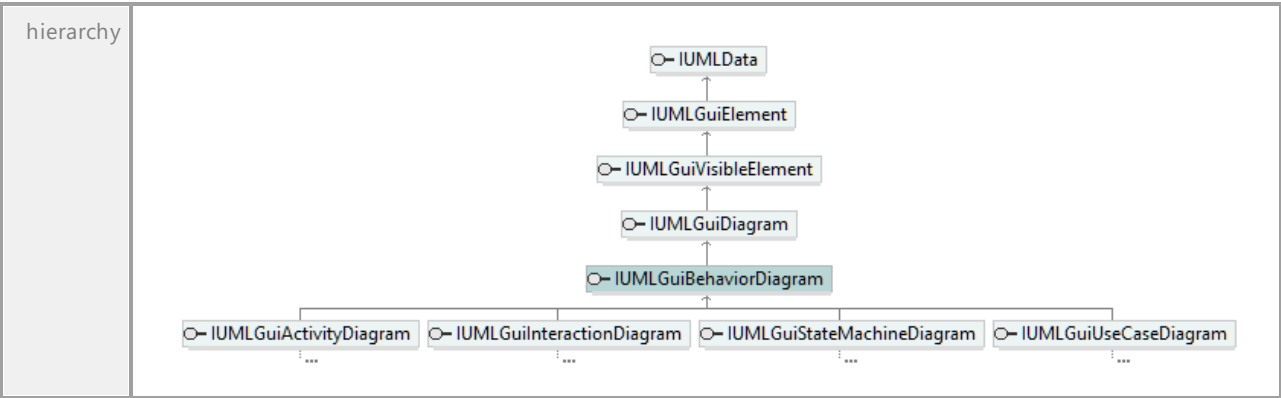 hierarchy
IUMLData
IUMLGuiElement
IUMLGuiVisibleElement
IUMLGuiDiagram
IUMLGuiBehaviorDiagram
IUMLGuiActivityDiagram IUMLGuiInteractionDiagram IUMLGuiStateMachineDiagram IUMLGuiUseCaseDiagram
... ... ... ...